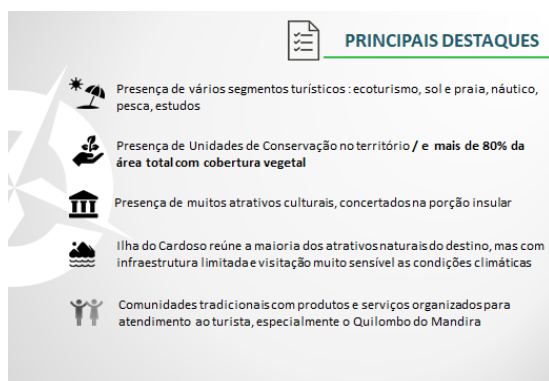 PRINCIPAIS DESTAQUES
Presença de vários segmentos turísticos : ecoturismo, sol e praia, náutico,
pesca, estudos
Presença de Unidades de Conservação no território / e mais de 80% da
área total com cobertura vegetal
Presença de muitos atrativos culturais, concertados na porção insular
Ilha do Cardoso reúne a maioria dos atrativos naturais do destino, mas com
infraestrutura limitada e visitação muito sensível as condições climáticas
Comunidades tradicionais com produtos e serviços organizados para
atendimento ao turista, especialmente o Quilombo do Mandira